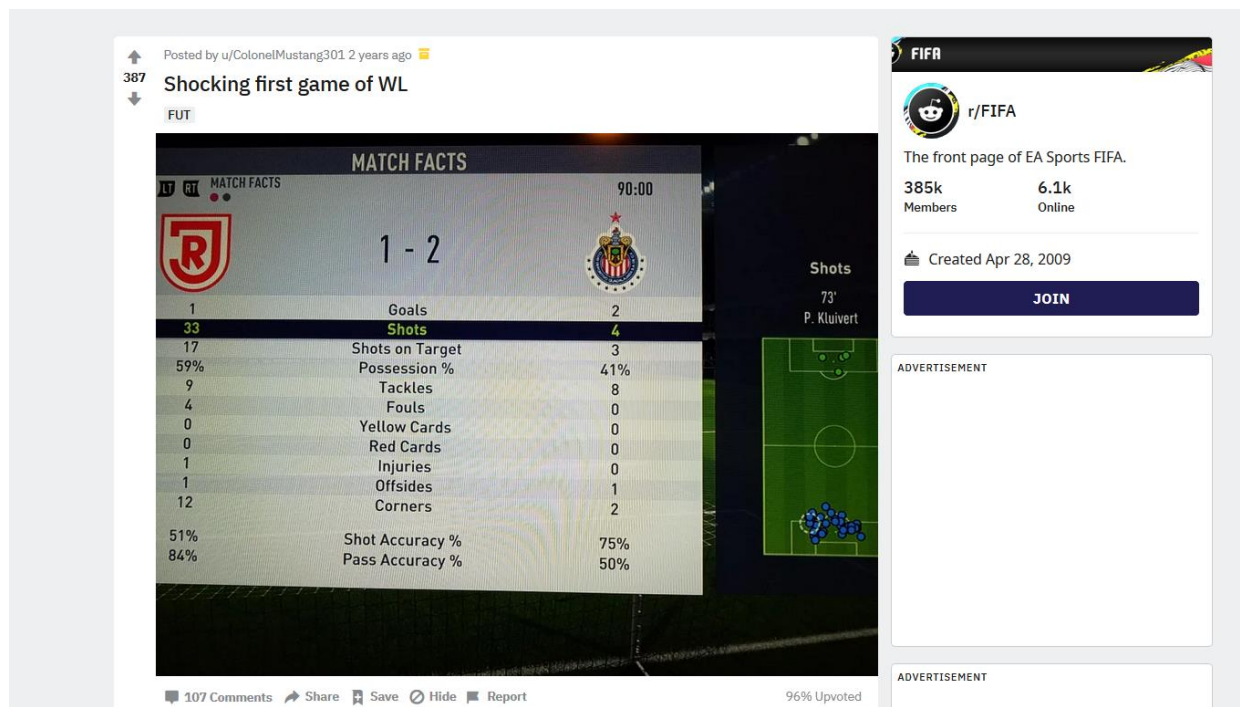 Posted by u/ColonelMustang301 2 years ago
387
Shocking first game of WL
FUT
MATCH FACTS
LT RT MATCH FACTS 90:00
R
1 - 2
1 Goals 2
33 Shots 4
17 Shots on Target 3
59% Possession % 41%
9 Tackles 8
4 Fouls 0
0 Yellow Cards 0
0 Red Cards 0
1 Injuries 0
1 Offsides 1
12 Corners 2
51% Shot Accuracy % 75%
84% Pass Accuracy % 50%
Shots
73'
P. Kluivert
107 Comments Share Save Hide Report 96% Upvoted
FIFA
r/FIFA
The front page of EA Sports FIFA.
385k 6.1k
Members Online
Created Apr 28, 2009
JOIN
ADVERTISEMENT
ADVERTISEMENT